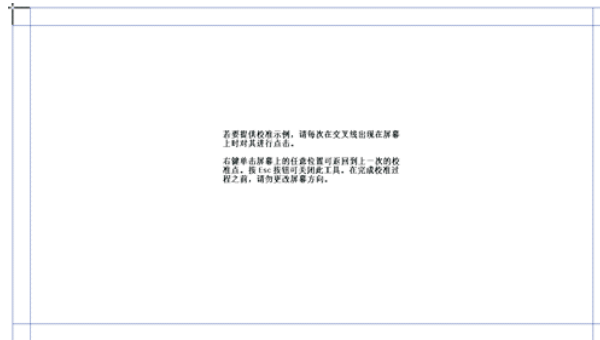 若要提供校准示例，请每次在交叉线出现在屏幕
上时对其进行点击。
右键单击屏幕上的任意位置可返回到上一次的校
准点。按 Esc 按钮可关闭此工具。在完成校准过
程之前，请勿更改屏幕方向。